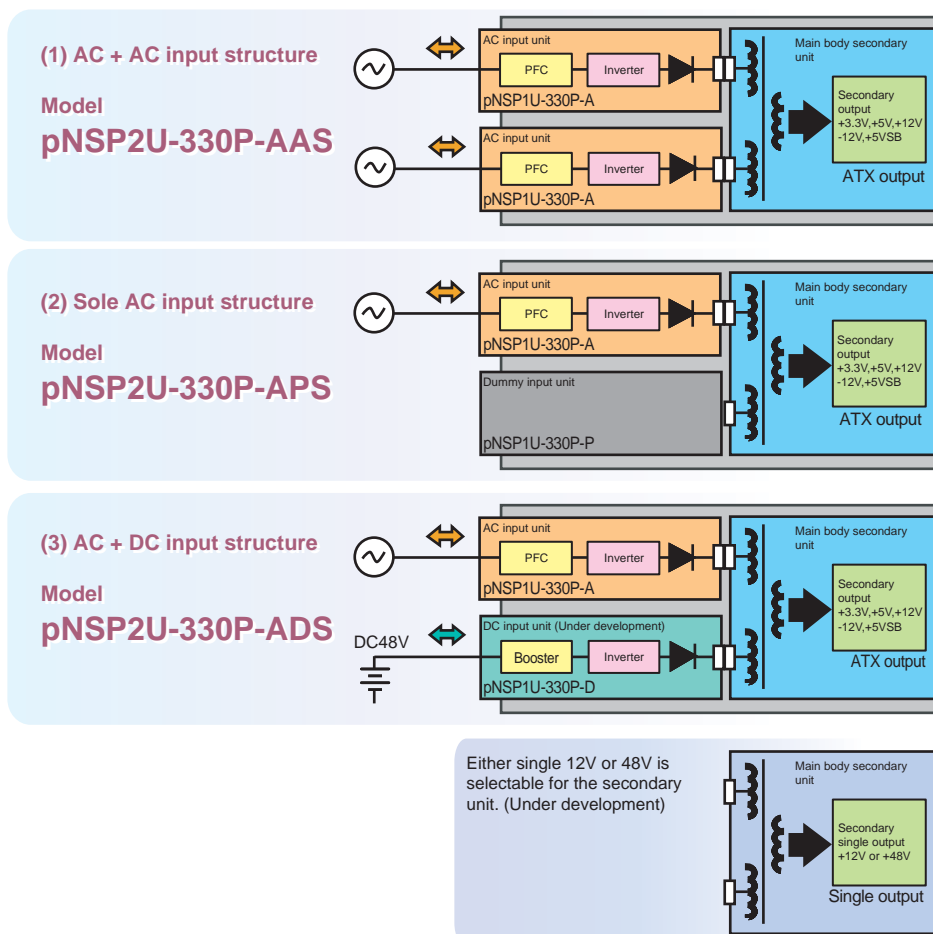 (1) AC + AC input structure
Model
pNSP2U-330P-AAS
AC input unit
PFC
Inverter
pNSP1U-330P-A
AC input unit
PFC
Inverter
pNSP1U-330P-A
Main body secondary
unit
Secondary
output
+3.3V,+5V,+12V
-12V,+5VSB
ATX output
(2) Sole AC input structure
Model
pNSP2U-330P-APS
AC input unit
PFC
Inverter
pNSP1U-330P-A
Dummy input unit
pNSP1U-330P-P
Main body secondary
unit
Secondary
output
+3.3V,+5V,+12V
-12V,+5VSB
ATX output
(3) AC + DC input structure
Model
pNSP2U-330P-ADS
AC input unit
PFC
Inverter
pNSP1U-330P-A
DC48V
DC input unit (Under development)
Booster
Inverter
pNSP1U-330P-D
Main body secondary
unit
Secondary
output
+3.3V,+5V,+12V
-12V,+5VSB
ATX output
Either single 12V or 48V is
selectable for the secondary
unit. (Under development)
Main body secondary
unit
Secondary
single output
+12V or +48V
Single output